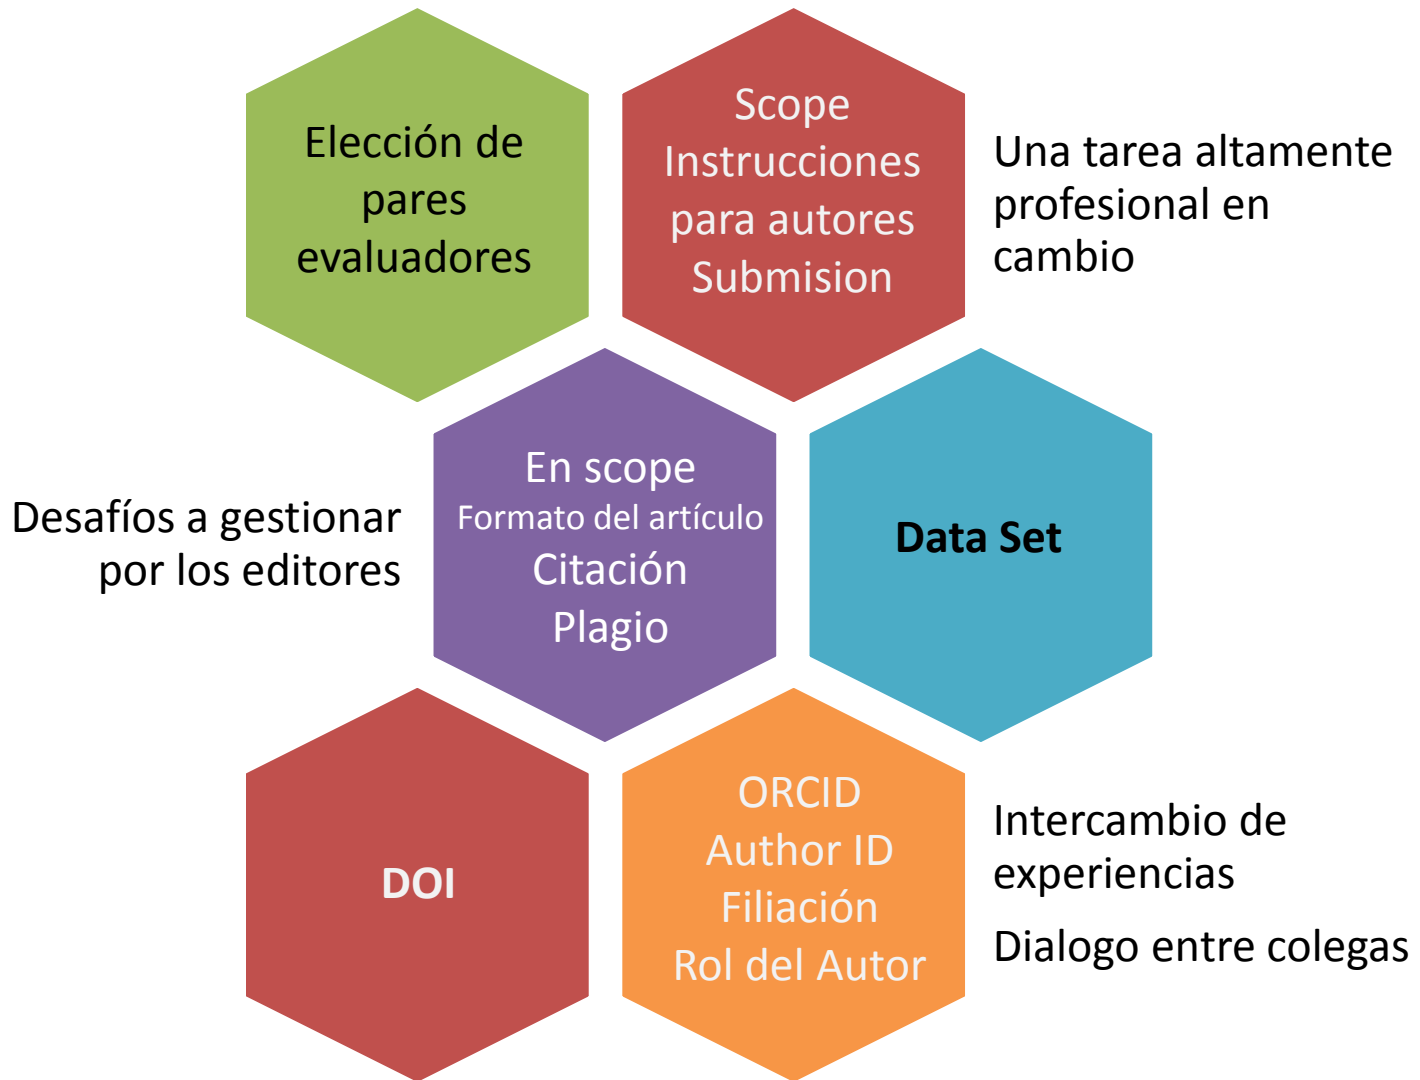 Elección de
pares
evaluadores
Scope
Instrucciones
para autores
Submision
Una tarea altamente
profesional en
cambio
Desafíos a gestionar
por los editores
En scope
Formato del artículo
Citación
Plagio
Data Set
DOI
ORCID
Author ID
Filiación
Rol del Autor
Intercambio de
experiencias
Dialogo entre colegas